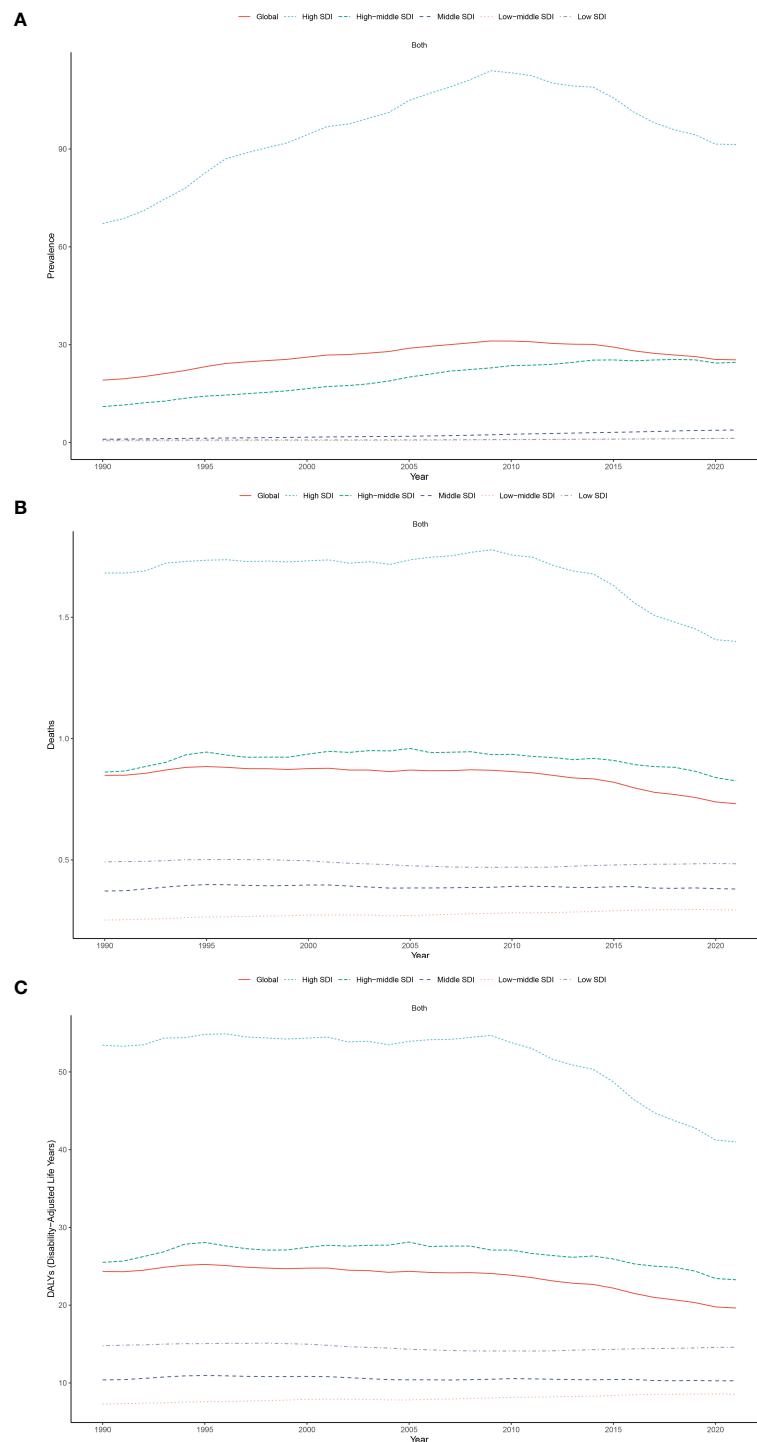 A
Global High SDI High-middle SDI Middle SDI Low-middle SDI Low SDI
Both
90
60
30
0
Prevalence
1990 1995 2000 2005 2010 2015 2020
Year
B
Global High SDI High-middle SDI Middle SDI Low-middle SDI Low SDI
Both
1.5
1.0
0.5
Deaths
1990 1995 2000 2005 2010 2015 2020
Year
C
Global High SDI High-middle SDI Middle SDI Low-middle SDI Low SDI
Both
50
40
30
20
10
DALYs (Disability-Adjusted Life Years)
1990 1995 2000 2005 2010 2015 2020
Year